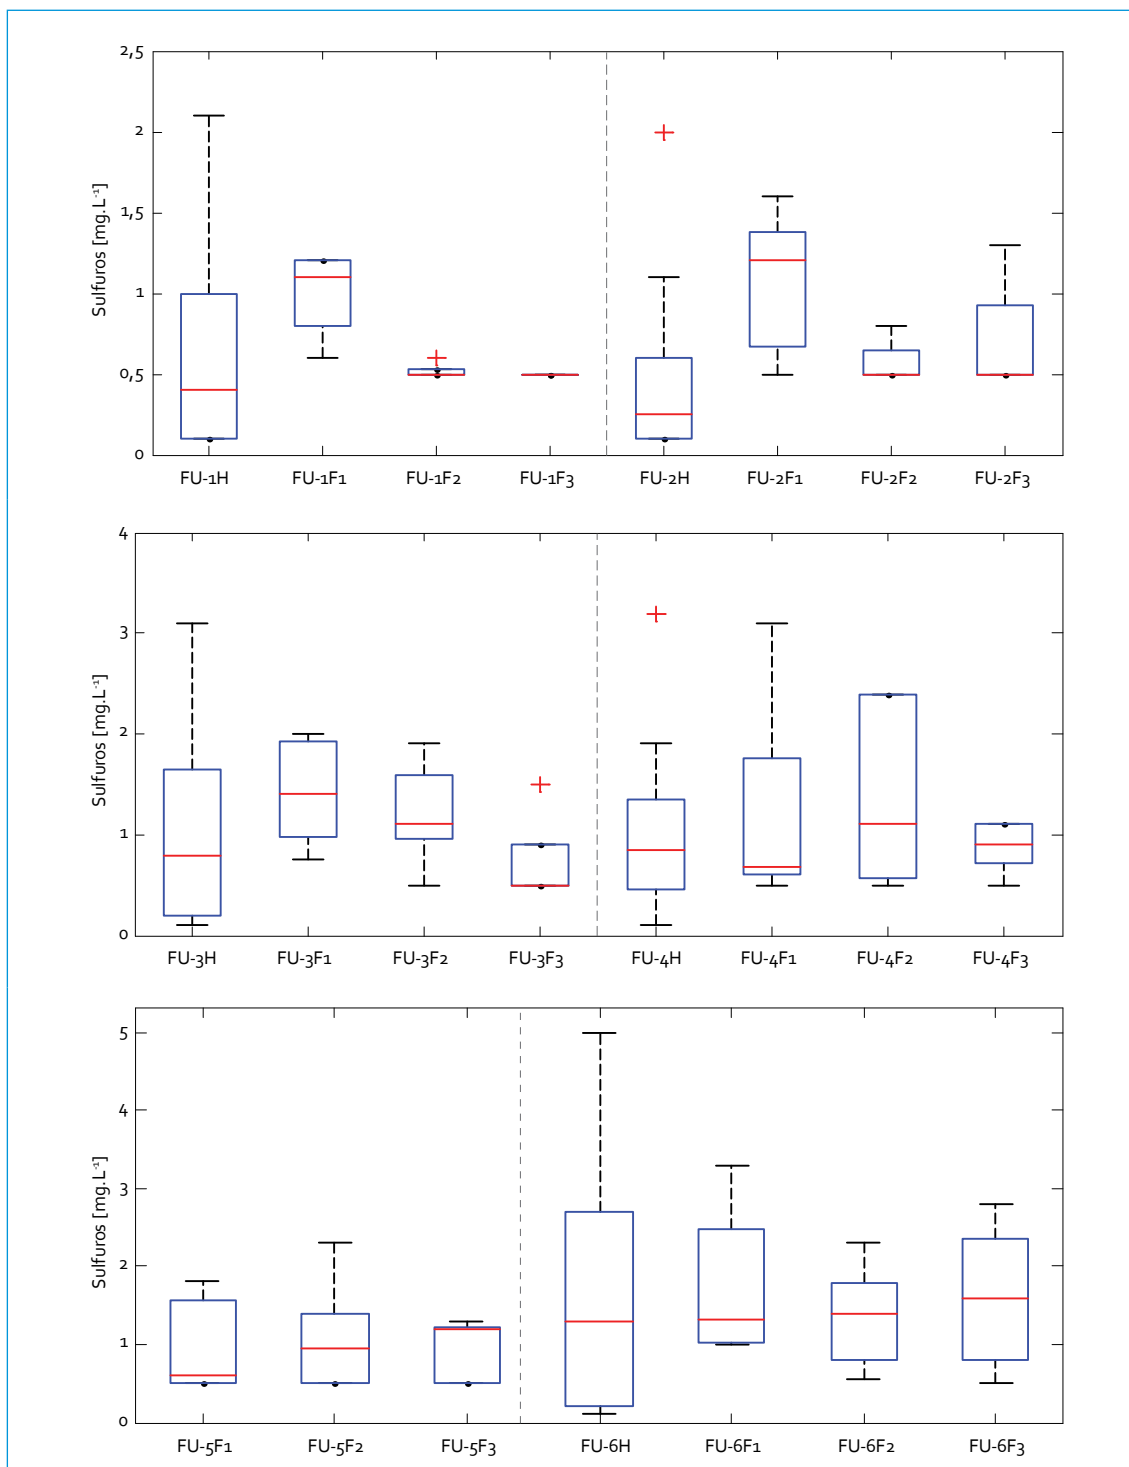 2,5
2
1,5
1
0,5
0
Sulfuros [mg.L⁻¹]
FU-1H FU-1F1 FU-1F2 FU-1F3 FU-2H FU-2F1 FU-2F2 FU-2F3
4
3
2
1
0
Sulfuros [mg.L⁻¹]
FU-3H FU-3F1 FU-3F2 FU-3F3 FU-4H FU-4F1 FU-4F2 FU-4F3
5
4
3
2
1
0
Sulfuros [mg.L⁻¹]
FU-5F1 FU-5F2 FU-5F3 FU-6H FU-6F1 FU-6F2 FU-6F3